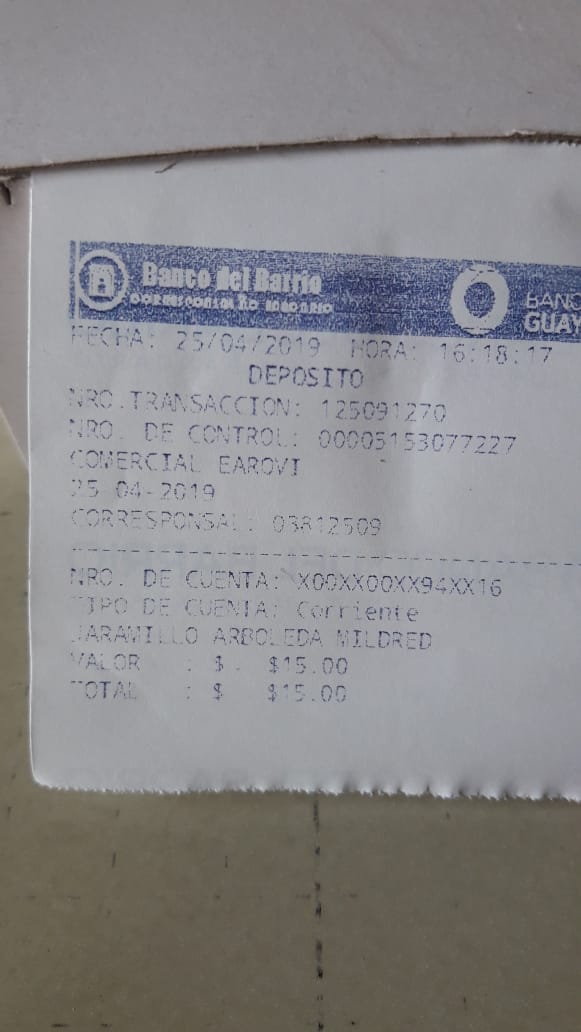 Banco del Barrio
CORRESPONSAL NO BANCARIO
BANC
GUAY
FECHA: 25/04/2019 HORA: 16:18:17
DEPOSITO
NRO.TRANSACCION: 125091270
NRO. DE CONTROL: 00005153077227
COMERCIAL EAROVI
25-04-2019
CORRESPONSAL: 03812509
NRO. DE CUENTA: X00XX00XX94XX16
TIPO DE CUENTA: Corriente
JARAMILLO ARBOLEDA MILDRED
VALOR : $ $15.00
TOTAL : $ $15.00